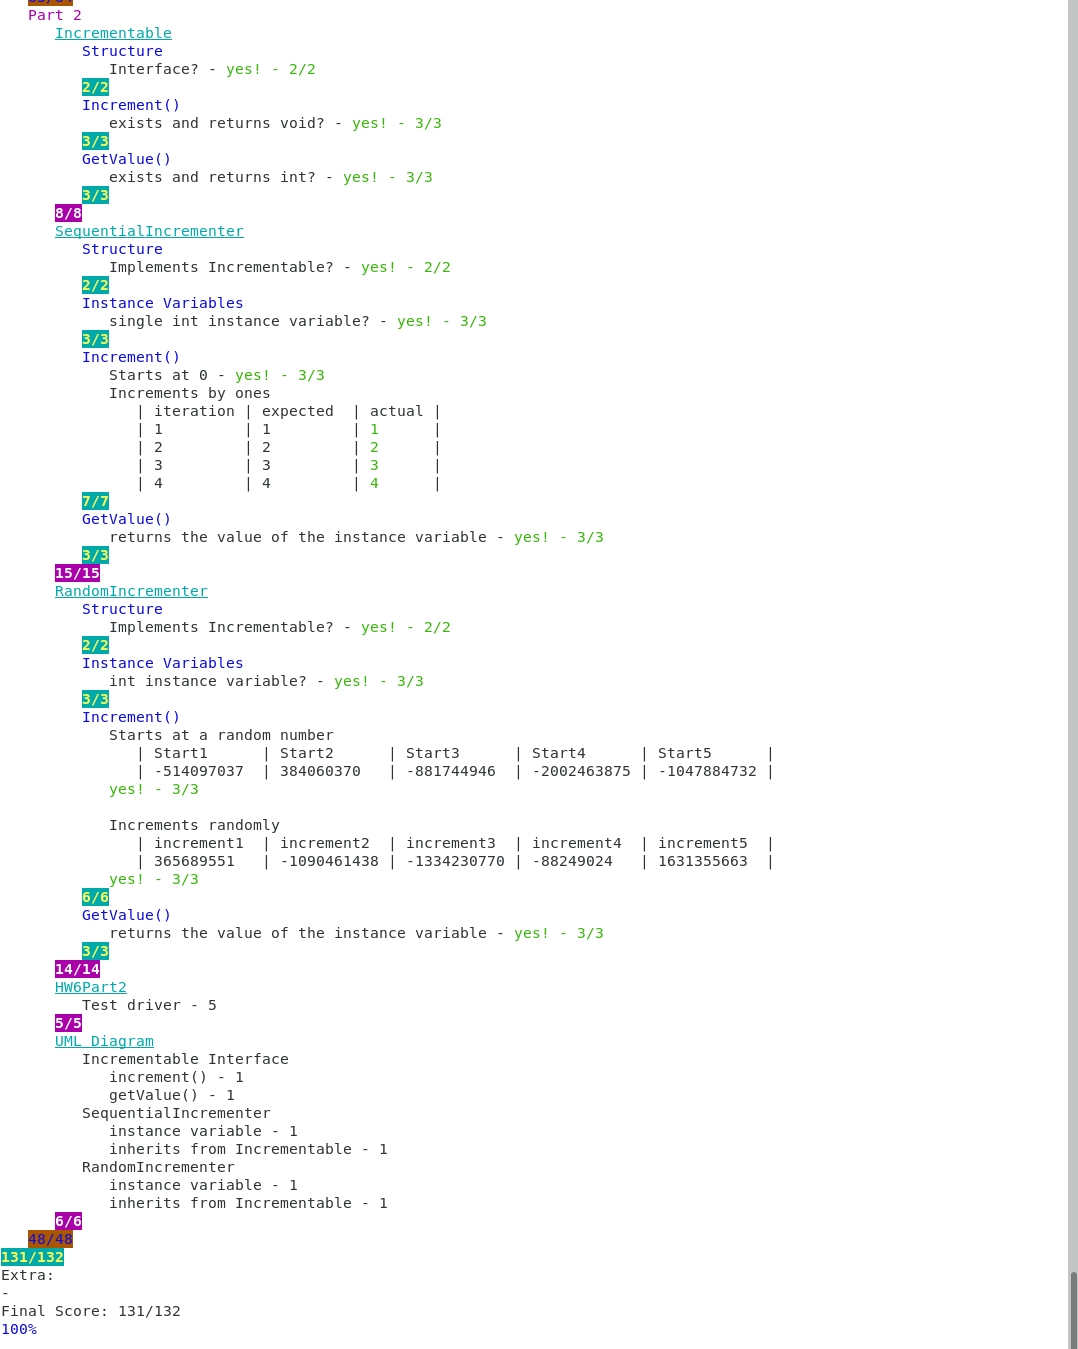 Part 2
Incrementable
Structure
Interface? - yes! - 2/2
2/2
Increment()
exists and returns void? - yes! - 3/3
3/3
GetValue()
exists and returns int? - yes! - 3/3
3/3
8/8
SequentialIncrementer
Structure
Implements Incrementable? - yes! - 2/2
2/2
Instance Variables
single int instance variable? - yes! - 3/3
3/3
Increment()
Starts at 0 - yes! - 3/3
Increments by ones
| iteration | expected  | actual |
| 1         | 1         | 1      |
| 2         | 2         | 2      |
| 3         | 3         | 3      |
| 4         | 4         | 4      |
7/7
GetValue()
returns the value of the instance variable - yes! - 3/3
3/3
15/15
RandomIncrementer
Structure
Implements Incrementable? - yes! - 2/2
2/2
Instance Variables
int instance variable? - yes! - 3/3
3/3
Increment()
Starts at a random number
| Start1      | Start2      | Start3      | Start4      | Start5      |
| -514097037  | 384060370   | -881744946  | -2002463875 | -1047884732 |
yes! - 3/3
Increments randomly
| increment1  | increment2  | increment3  | increment4  | increment5  |
| 365689551   | -1090461438 | -1334230770 | -88249024   | 1631355663  |
yes! - 3/3
6/6
GetValue()
returns the value of the instance variable - yes! - 3/3
3/3
14/14
HW6Part2
Test driver - 5
5/5
UML Diagram
Incrementable Interface
increment() - 1
getValue() - 1
SequentialIncrementer
instance variable - 1
inherits from Incrementable - 1
RandomIncrementer
instance variable - 1
inherits from Incrementable - 1
6/6
48/48
131/132
Extra:
-
Final Score: 131/132
100%